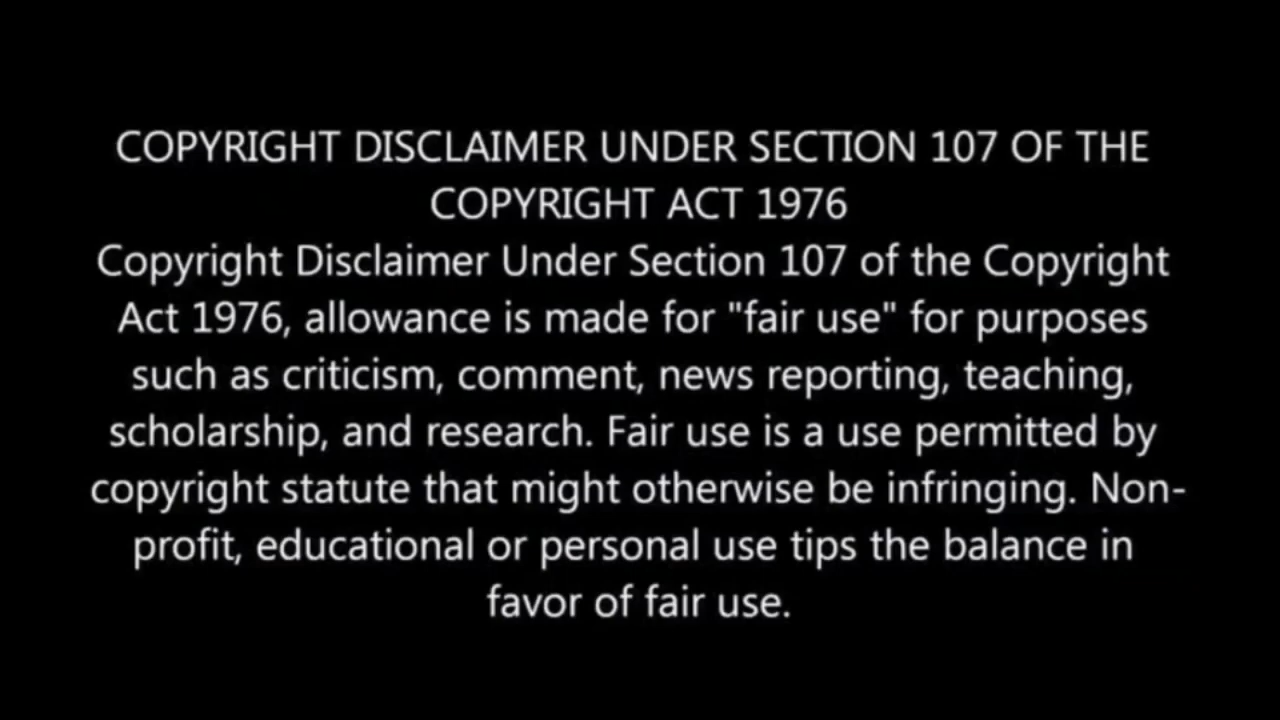 COPYRIGHT DISCLAIMER UNDER SECTION 107 OF THE
COPYRIGHT ACT 1976
Copyright Disclaimer Under Section 107 of the Copyright
Act 1976, allowance is made for "fair use" for purposes
such as criticism, comment, news reporting, teaching,
scholarship, and research. Fair use is a use permitted by
copyright statute that might otherwise be infringing. Non-
profit, educational or personal use tips the balance in
favor of fair use.